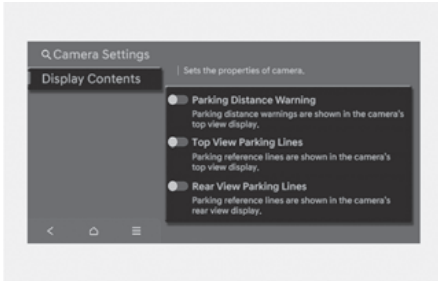 Camera Settings
Display Contents
Sets the properties of camera.
Parking Distance Warning
Parking distance warnings are shown in the camera's
top view display.
Top View Parking Lines
Parking reference lines are shown in the camera's
top view display.
Rear View Parking Lines
Parking reference lines are shown in the camera's
rear view display.